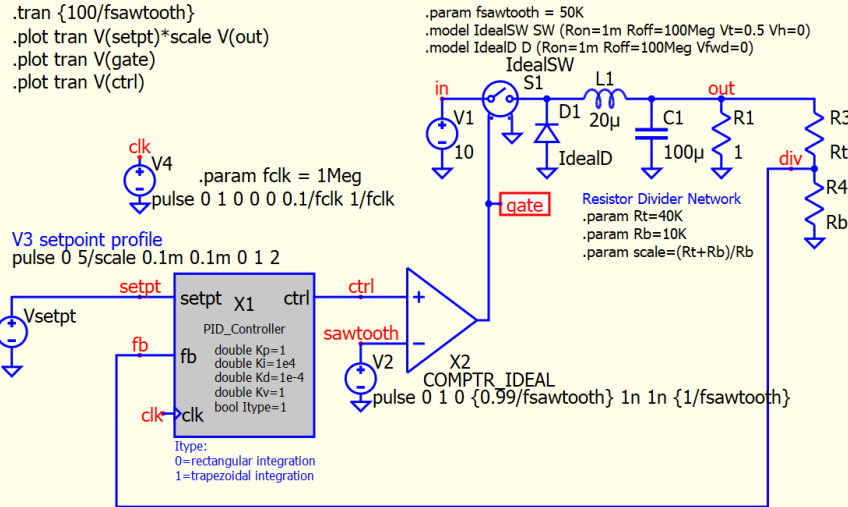 .tran {100/fsawtooth}
.plot tran V(setpt)*scale V(out)
.plot tran V(gate)
.plot tran V(ctrl)
.param fsawtooth = 50K
.model IdealSW SW (Ron=1m Roff=100Meg Vt=0.5 Vh=0)
.model IdealD D (Ron=1m Roff=100Meg Vfwd=0)
IdealSW
in
S1
L1
out
V1
10
D1
20µ
IdealD
C1
100µ
R1
1
R3
Rt
div
R4
Rb
clk
V4
.param fclk = 1Meg
pulse 0 1 0 0 0 0.1/fclk 1/fclk
gate
Resistor Divider Network
.param Rt=40K
.param Rb=10K
.param scale=(Rt+Rb)/Rb
V3 setpoint profile
pulse 0 5/scale 0.1m 0.1m 0 1 2
setpt
setpt
X1
ctrl
ctrl
+
Vsetpt
PID_Controller
sawtooth
−
fb
fb
double Kp=1
double Ki=1e4
double Kd=1e-4
double Kv=1
bool Itype=1
V2
X2
COMPTR_IDEAL
pulse 0 1 0 {0.99/fsawtooth} 1n 1n {1/fsawtooth}
clk
clk
Itype:
0=rectangular integration
1=trapezoidal integration